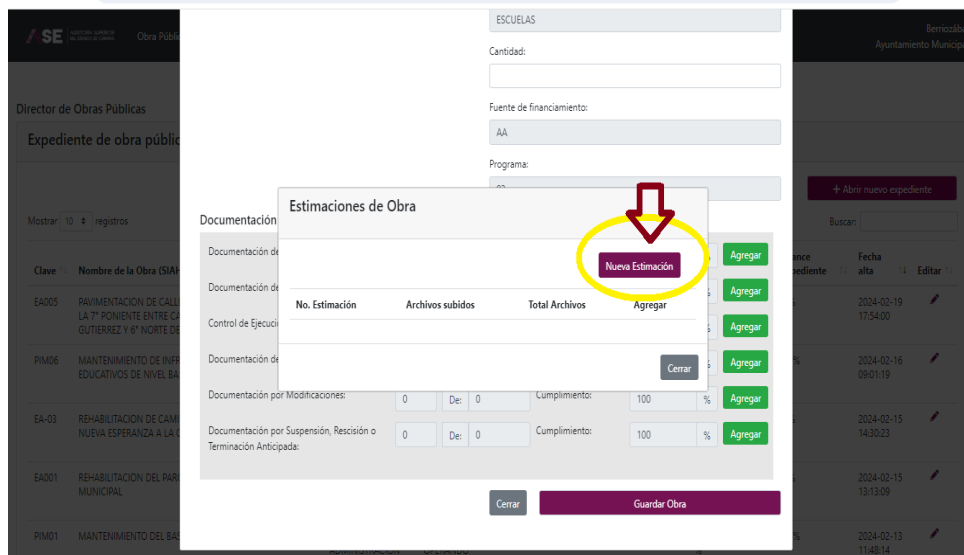 ESCUELAS
SE
Obra Públi
Berriozába
Ayuntamiento Municipa
Cantidad:
Director de Obras Públicas
Fuente de financiamiento:
Expediente de obra públic
AA
Programa:
+ Abrir nuevo expediente
Estimaciones de Obra
Mostrar 10 registros
Documentación
Buscar:
Documentación de
Agregar
Nueva Estimación
Clave
Nombre de la Obra (SIAH
Fecha alta
Editar
Documentación de
Agregar
No. Estimación
Archivos subidos
Total Archivos
Agregar
EA005
PAVIMENTACION DE CALL
LA 7° PONIENTE ENTRE CA
GUTIERREZ Y 6° NORTE DE
2024-02-19
17:54:00
Control de Ejecuci
Agregar
PIM06
MANTENIMIENTO DE INFR
EDUCATIVOS DE NIVEL BA
2024-02-16
09:01:19
Documentación de
Agregar
Cerrar
Documentación por Modificaciones:
0 De: 0
Cumplimiento:
100 %
Agregar
EA-03
REHABILITACION DE CAMI
NUEVA ESPERANZA A LA C
2024-02-15
14:30:23
Documentación por Suspensión, Rescisión o
Terminación Anticipada:
0 De: 0
Cumplimiento:
100 %
Agregar
EA001
REHABILITACION DEL PAR
MUNICIPAL
2024-02-15
13:13:09
Cerrar
Guardar Obra
PIM01
MANTENIMIENTO DEL BAS
2024-02-13
11:48:14